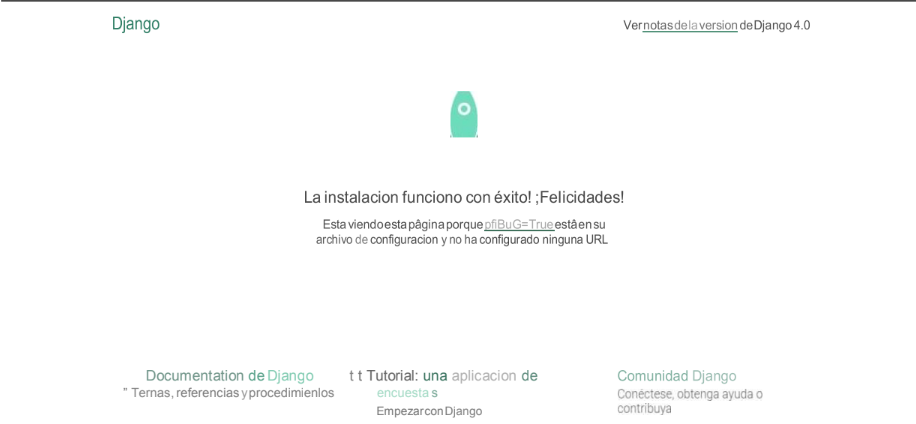 Django
Ver notas de la version de Django 4.0
La instalacion funciono con éxito! ;Felicidades!
Esta viendo esta pâgina porque pfiBuG=True estâ en su
archivo de configuracion y no ha configurado ninguna URL
Documentation de Django
" Ternas, referencias y procedimienlos
t t Tutorial: una aplicacion de
encuesta s
Empezar con Django
Comunidad Django
Conéctese, obtenga ayuda o
contribuya